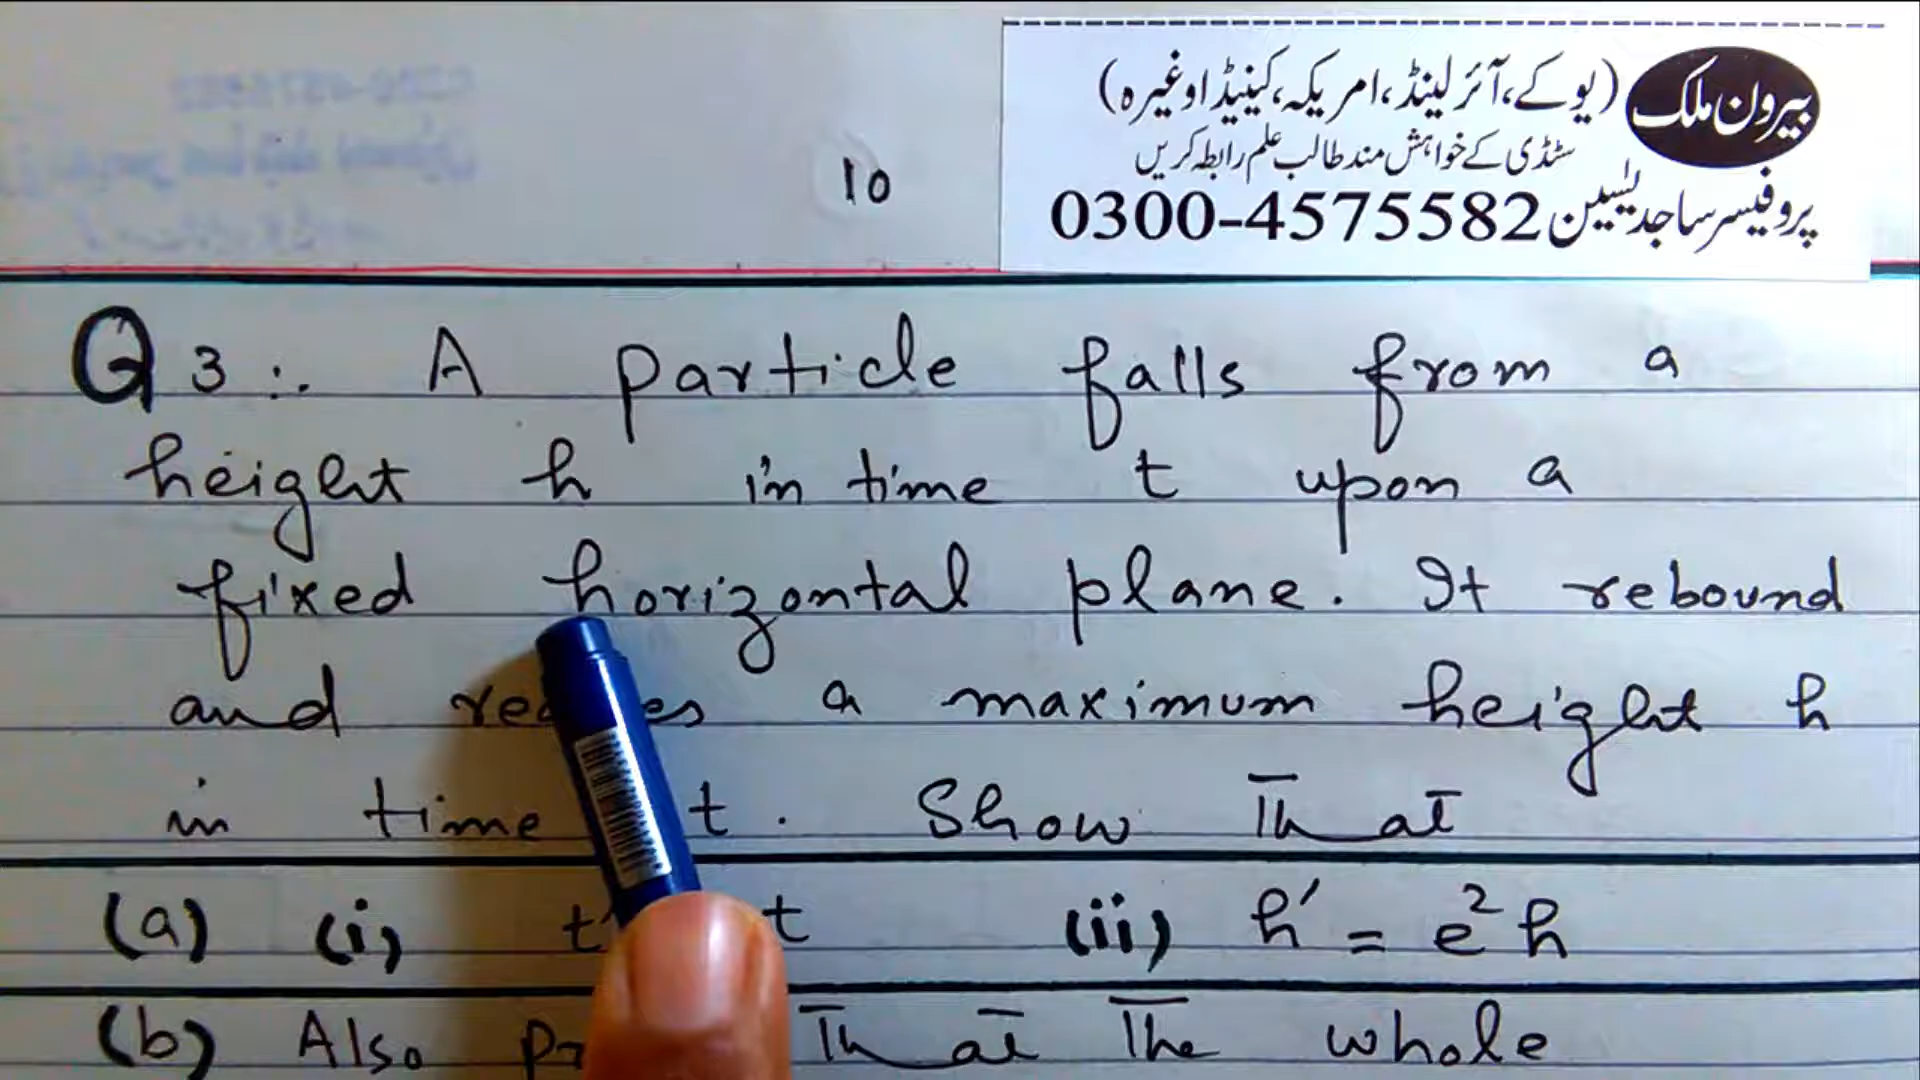 بیرون ملک (یوکے، آئرلینڈ، امریکہ، کینیڈا وغیرہ)
سٹڈی کے خواہش مند طالب علم رابطہ کریں
پروفیسر ساجد یٰسین 0300-4575582
10
Q3:. A particle falls from a
height h in time t upon a
fixed horizontal plane. It rebound
and a maximum height h
in time t. Show That
(a) (i) t' t (ii) h' = e²h
(b) Also That The whole